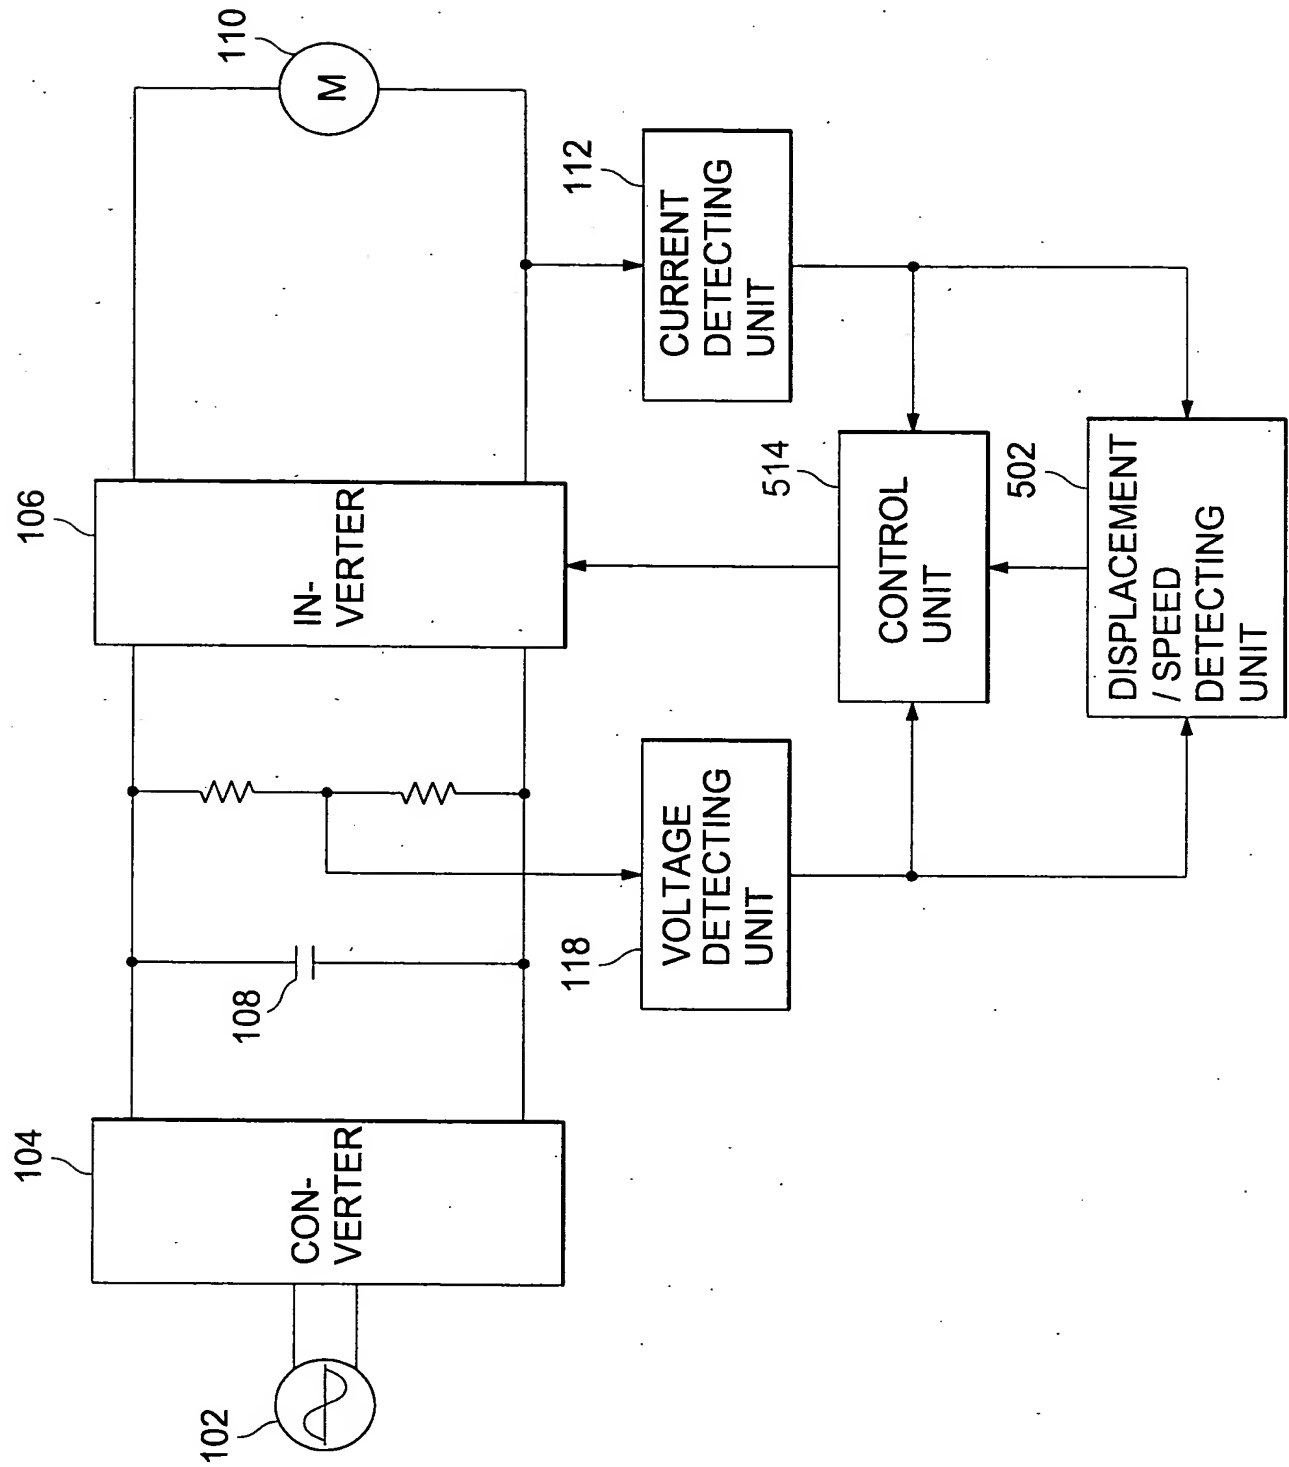 102
104
CON-
VERTER
108
106
IN-
VERTER
110
M
118
VOLTAGE
DETECTING
UNIT
112
CURRENT
DETECTING
UNIT
514
CONTROL
UNIT
502
DISPLACEMENT
/ SPEED
DETECTING
UNIT